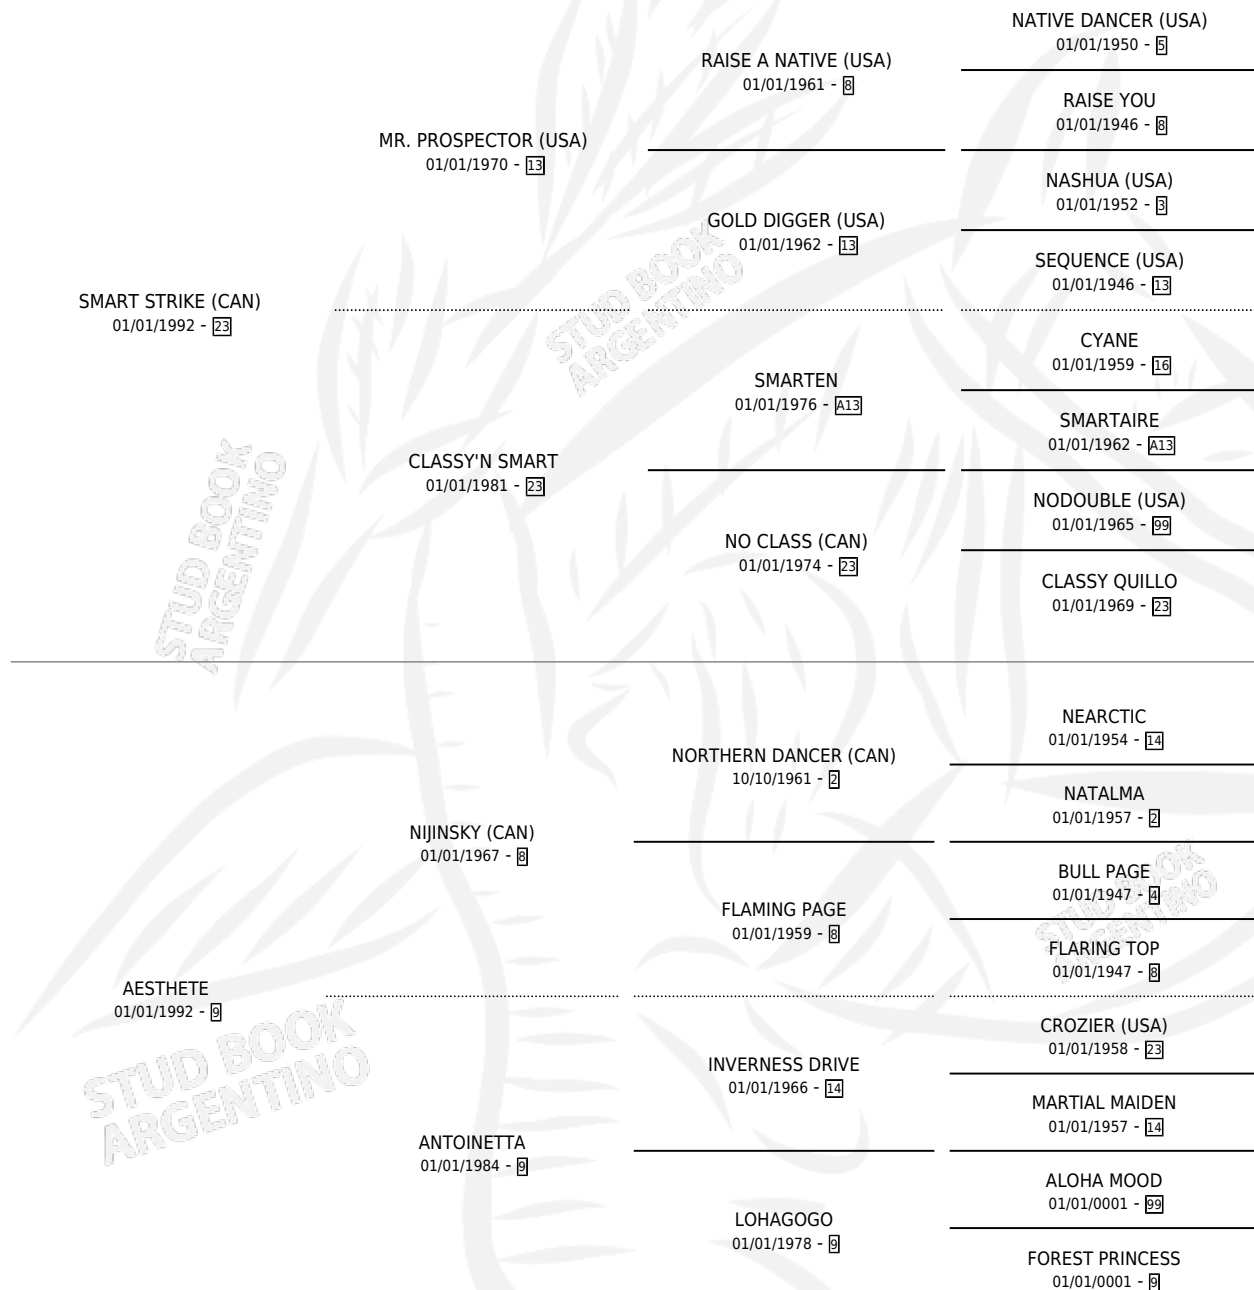 NATIVE DANCER (USA)
01/01/1950 - 5
RAISE A NATIVE (USA)
01/01/1961 - 8
RAISE YOU
01/01/1946 - 8
MR. PROSPECTOR (USA)
01/01/1970 - 13
NASHUA (USA)
01/01/1952 - 3
GOLD DIGGER (USA)
01/01/1962 - 13
SEQUENCE (USA)
01/01/1946 - 13
SMART STRIKE (CAN)
01/01/1992 - 23
CYANE
01/01/1959 - 16
SMARTEN
01/01/1976 - A13
SMARTAIRE
01/01/1962 - A13
CLASSY'N SMART
01/01/1981 - 23
NODOUBLE (USA)
01/01/1965 - 99
NO CLASS (CAN)
01/01/1974 - 23
CLASSY QUILLO
01/01/1969 - 23
NEARCTIC
01/01/1954 - 14
NORTHERN DANCER (CAN)
10/10/1961 - 2
NATALMA
01/01/1957 - 2
NIJINSKY (CAN)
01/01/1967 - 8
BULL PAGE
01/01/1947 - 4
FLAMING PAGE
01/01/1959 - 8
FLARING TOP
01/01/1947 - 8
AESTHETE
01/01/1992 - 9
CROZIER (USA)
01/01/1958 - 23
INVERNESS DRIVE
01/01/1966 - 14
MARTIAL MAIDEN
01/01/1957 - 14
ANTOINETTA
01/01/1984 - 9
ALOHA MOOD
01/01/0001 - 99
LOHAGOGO
01/01/1978 - 9
FOREST PRINCESS
01/01/0001 - 9
STUD BOOK
ARGENTINO
STUD BOOK
ARGENTINO
STUD BOOK
ARGENTINO
STUD BOOK
ARGENTINO